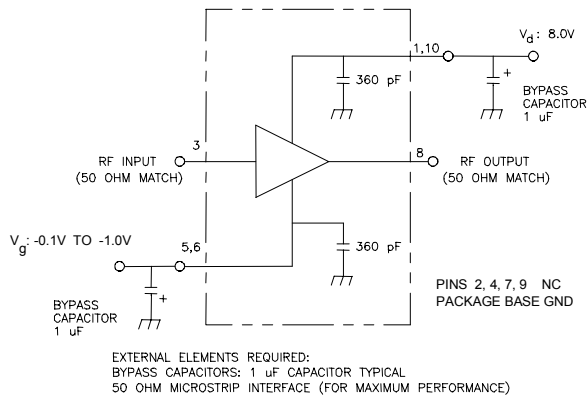 1,10
Vd: 8.0V
360 pF
+
BYPASS
CAPACITOR
1 uF
3
8
RF INPUT
(50 OHM MATCH)
RF OUTPUT
(50 OHM MATCH)
Vg: -0.1V TO -1.0V
5,6
360 pF
+
BYPASS
CAPACITOR
1 uF
PINS 2, 4, 7, 9 NC
PACKAGE BASE GND
EXTERNAL ELEMENTS REQUIRED:
BYPASS CAPACITORS: 1 uF CAPACITOR TYPICAL
50 OHM MICROSTRIP INTERFACE (FOR MAXIMUM PERFORMANCE)